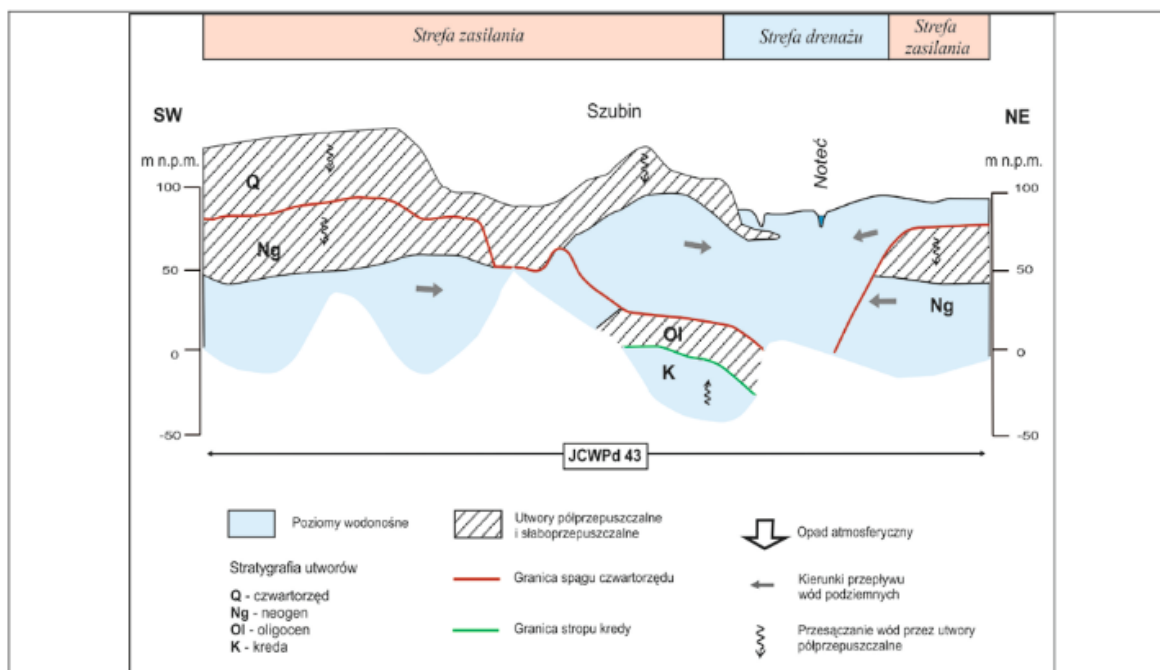 Strefa zasilania
Strefa drenażu
Strefa
zasilania
SW
Szubin
NE
m n.p.m.
Noteć
m n.p.m.
100
100
Q
Ng
50
50
Ng
Ol
0
0
K
-50
-50
JCWPd 43
Poziomy wodonośne
Utwory półprzepuszczalne
i słaboprzepuszczalne
Opad atmosferyczny
Stratygrafia utworów
Q - czwartorzęd
Ng - neogen
Ol - oligocen
K - kreda
Granica spągu czwartorzędu
Kierunki przepływu
wód podziemnych
Granica stropu kredy
Przesączanie wód przez utwory
półprzepuszczalne